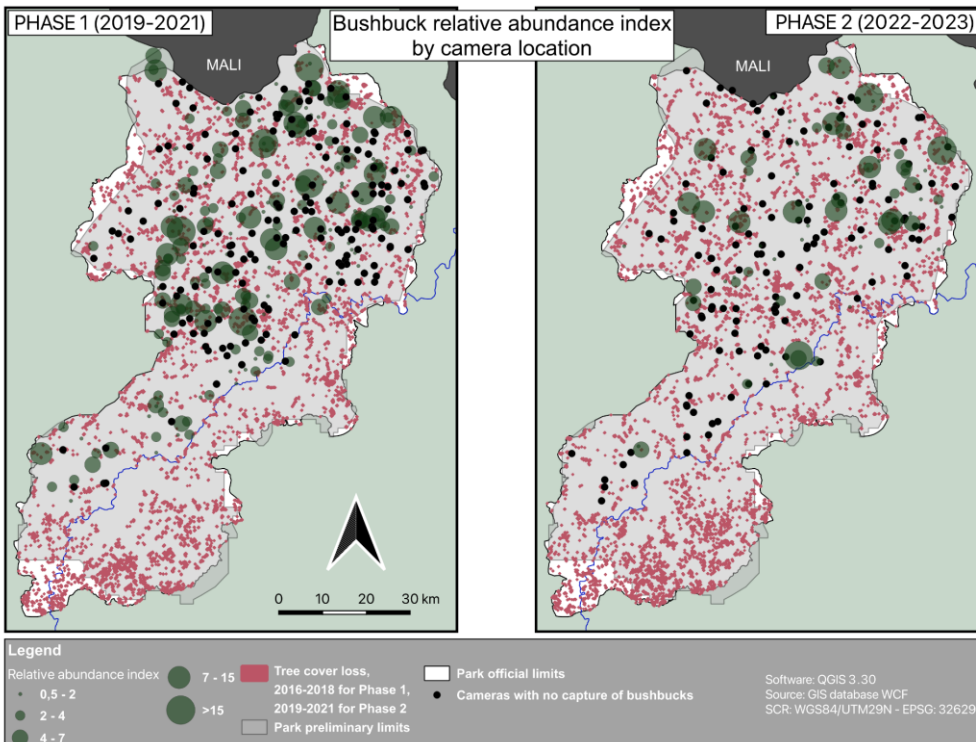 PHASE 1 (2019-2021)
Bushbuck relative abundance index
by camera location
PHASE 2 (2022-2023)
MALI
MALI
0 10 20 30 km
Legend
Relative abundance index
0,5 - 2
2 - 4
4 - 7
7 - 15
>15
Tree cover loss,
2016-2018 for Phase 1,
2019-2021 for Phase 2
Park preliminary limits
Park official limits
Cameras with no capture of bushbucks
Software: QGIS 3.30
Source: GIS database WCF
SCR: WGS84/UTM29N - EPSG: 32629